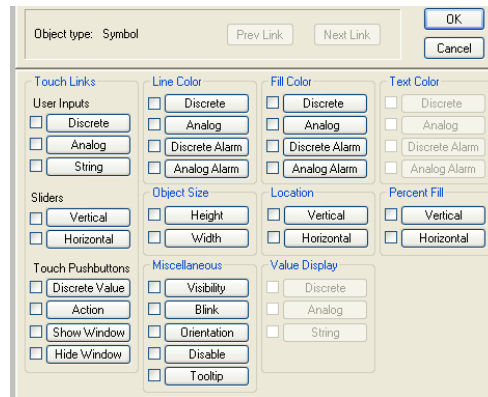 Object type: Symbol
Prev Link
Next Link
OK
Cancel
Touch Links
User Inputs
Discrete
Analog
String
Sliders
Vertical
Horizontal
Touch Pushbuttons
Discrete Value
Action
Show Window
Hide Window
Line Color
Discrete
Analog
Discrete Alarm
Analog Alarm
Object Size
Height
Width
Miscellaneous
Visibility
Blink
Orientation
Disable
Tooltip
Fill Color
Discrete
Analog
Discrete Alarm
Analog Alarm
Location
Vertical
Horizontal
Value Display
Discrete
Analog
String
Text Color
Discrete
Analog
Discrete Alarm
Analog Alarm
Percent Fill
Vertical
Horizontal